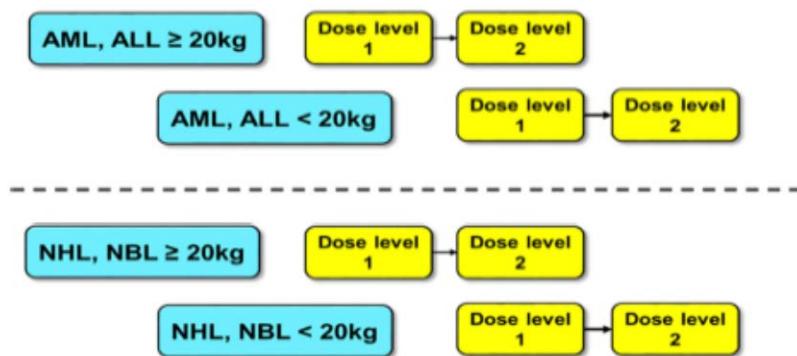 AML, ALL ≥ 20kg
Dose level
1
Dose level
2
AML, ALL < 20kg
Dose level
1
Dose level
2
NHL, NBL ≥ 20kg
Dose level
1
Dose level
2
NHL, NBL < 20kg
Dose level
1
Dose level
2